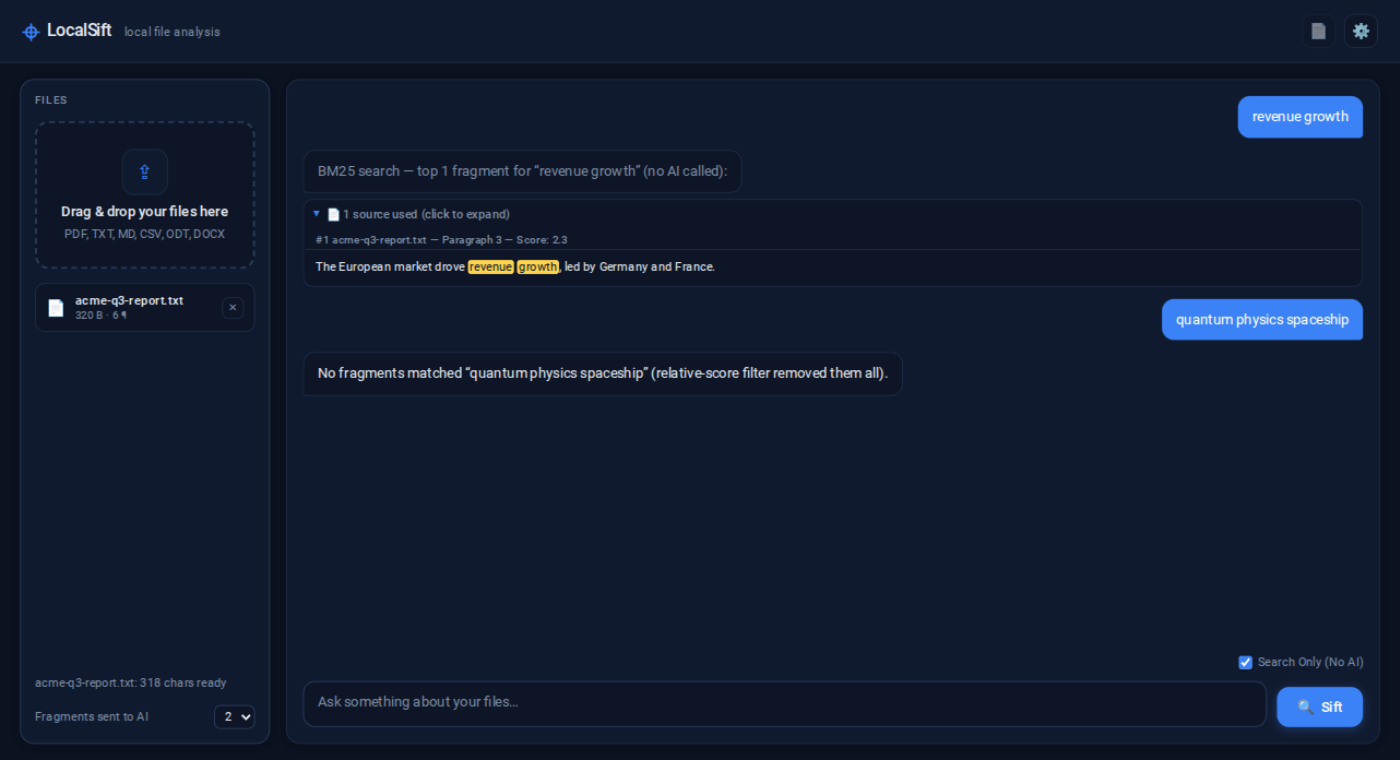 LocalSift local file analysis
FILES
Drag & drop your files here
PDF, TXT, MD, CSV, ODT, DOCX
acme-q3-report.txt
320 B · 6 ¶
×
acme-q3-report.txt: 318 chars ready
Fragments sent to AI 2
revenue growth
BM25 search — top 1 fragment for “revenue growth” (no AI called):
▼ 📄 1 source used (click to expand)
#1 acme-q3-report.txt — Paragraph 3 — Score: 2.3
The European market drove revenue growth, led by Germany and France.
quantum physics spaceship
No fragments matched “quantum physics spaceship” (relative-score filter removed them all).
Search Only (No AI)
Ask something about your files…
🔍 Sift